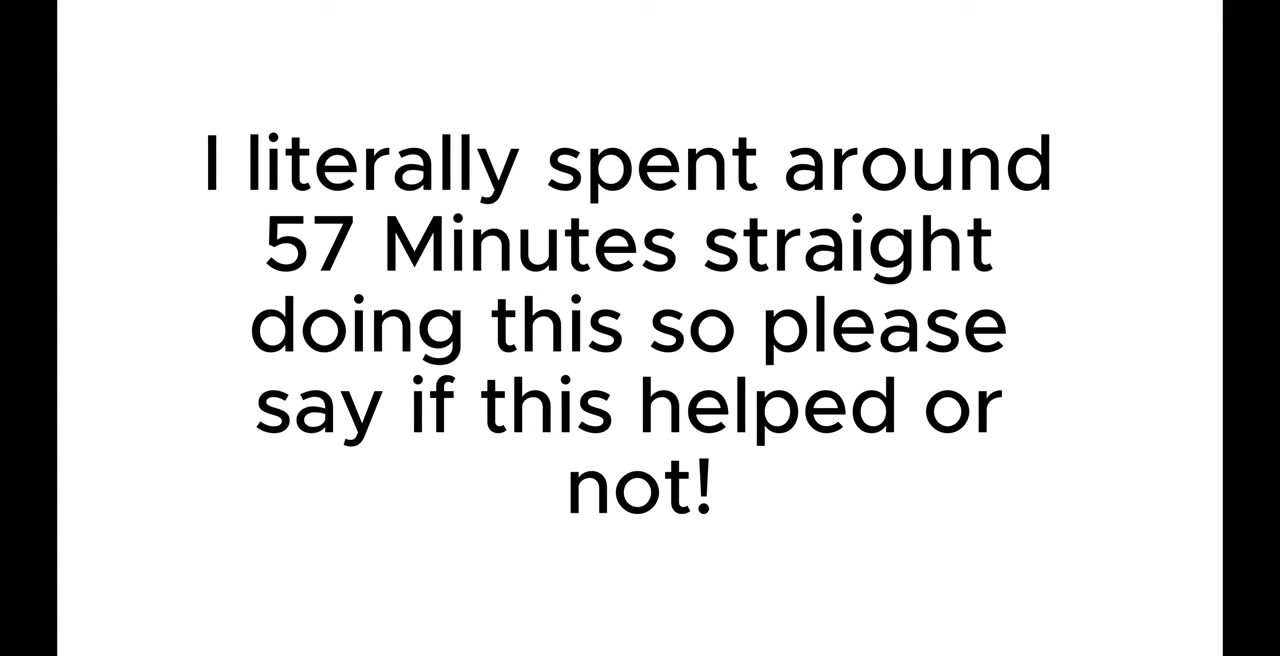 I literally spent around
57 Minutes straight
doing this so please
say if this helped or
not!